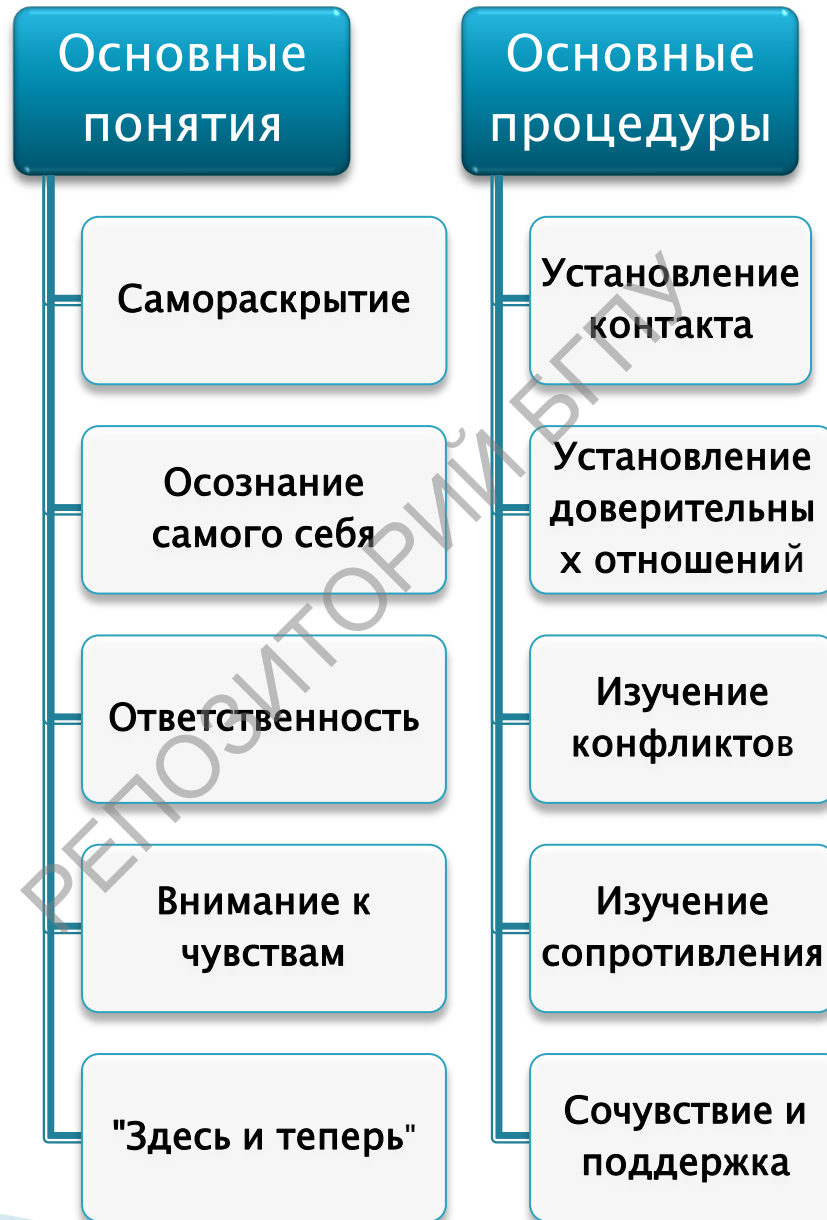 Основные
понятия
Самораскрытие
Осознание
самого себя
Ответственность
Внимание к
чувствам
"Здесь и теперь"
Основные
процедуры
Установление
контакта
Установление
доверительны
х отношений
Изучение
конфликтов
Изучение
сопротивления
Сочувствие и
поддержка
РЕПОЗИТОРИЙ БГПУ